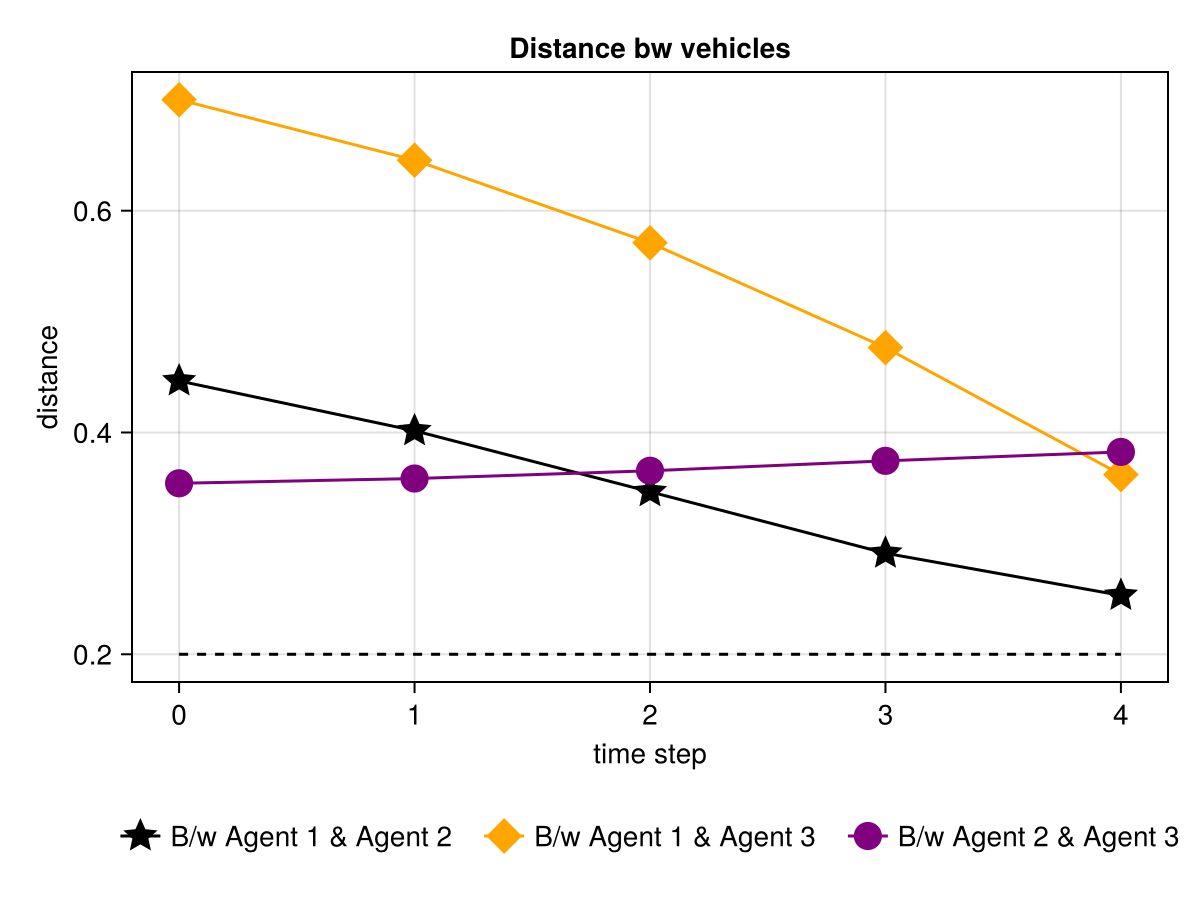 Distance bw vehicles
distance
0.6
0.4
0.2
0 1 2 3 4
time step
B/w Agent 1 & Agent 2 B/w Agent 1 & Agent 3 B/w Agent 2 & Agent 3